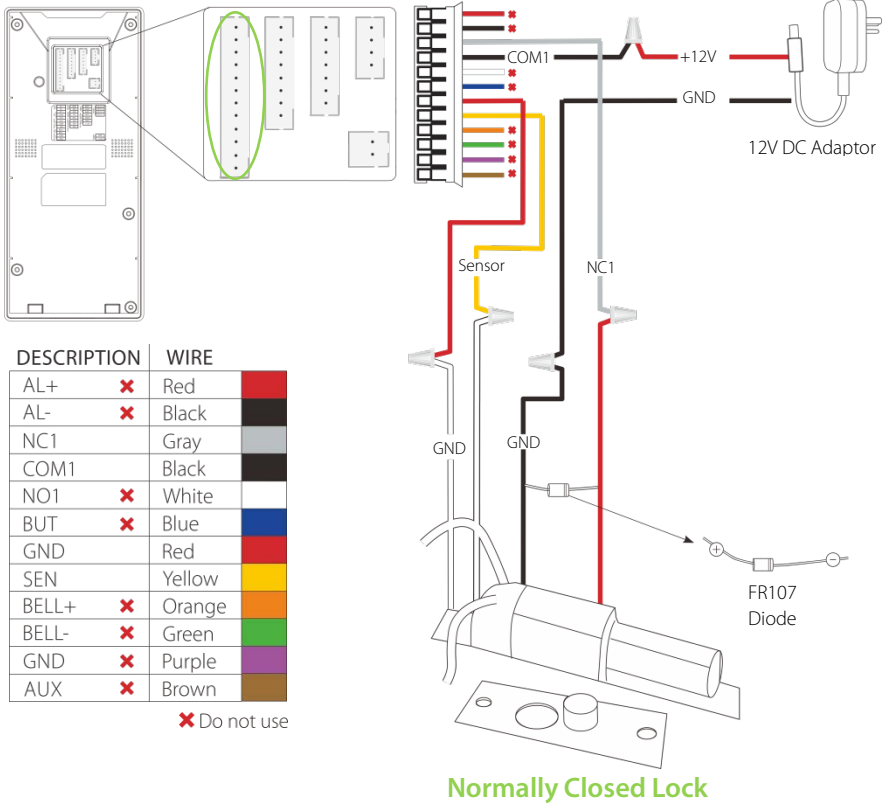 COM1
+12V
GND
12V DC Adaptor
Sensor
NC1
GND
GND
FR107
Diode
DESCRIPTION WIRE
AL+ ✖ Red
AL- ✖ Black
NC1 Gray
COM1 Black
NO1 ✖ White
BUT ✖ Blue
GND Red
SEN Yellow
BELL+ ✖ Orange
BELL- ✖ Green
GND ✖ Purple
AUX ✖ Brown
✖ Do not use
Normally Closed Lock